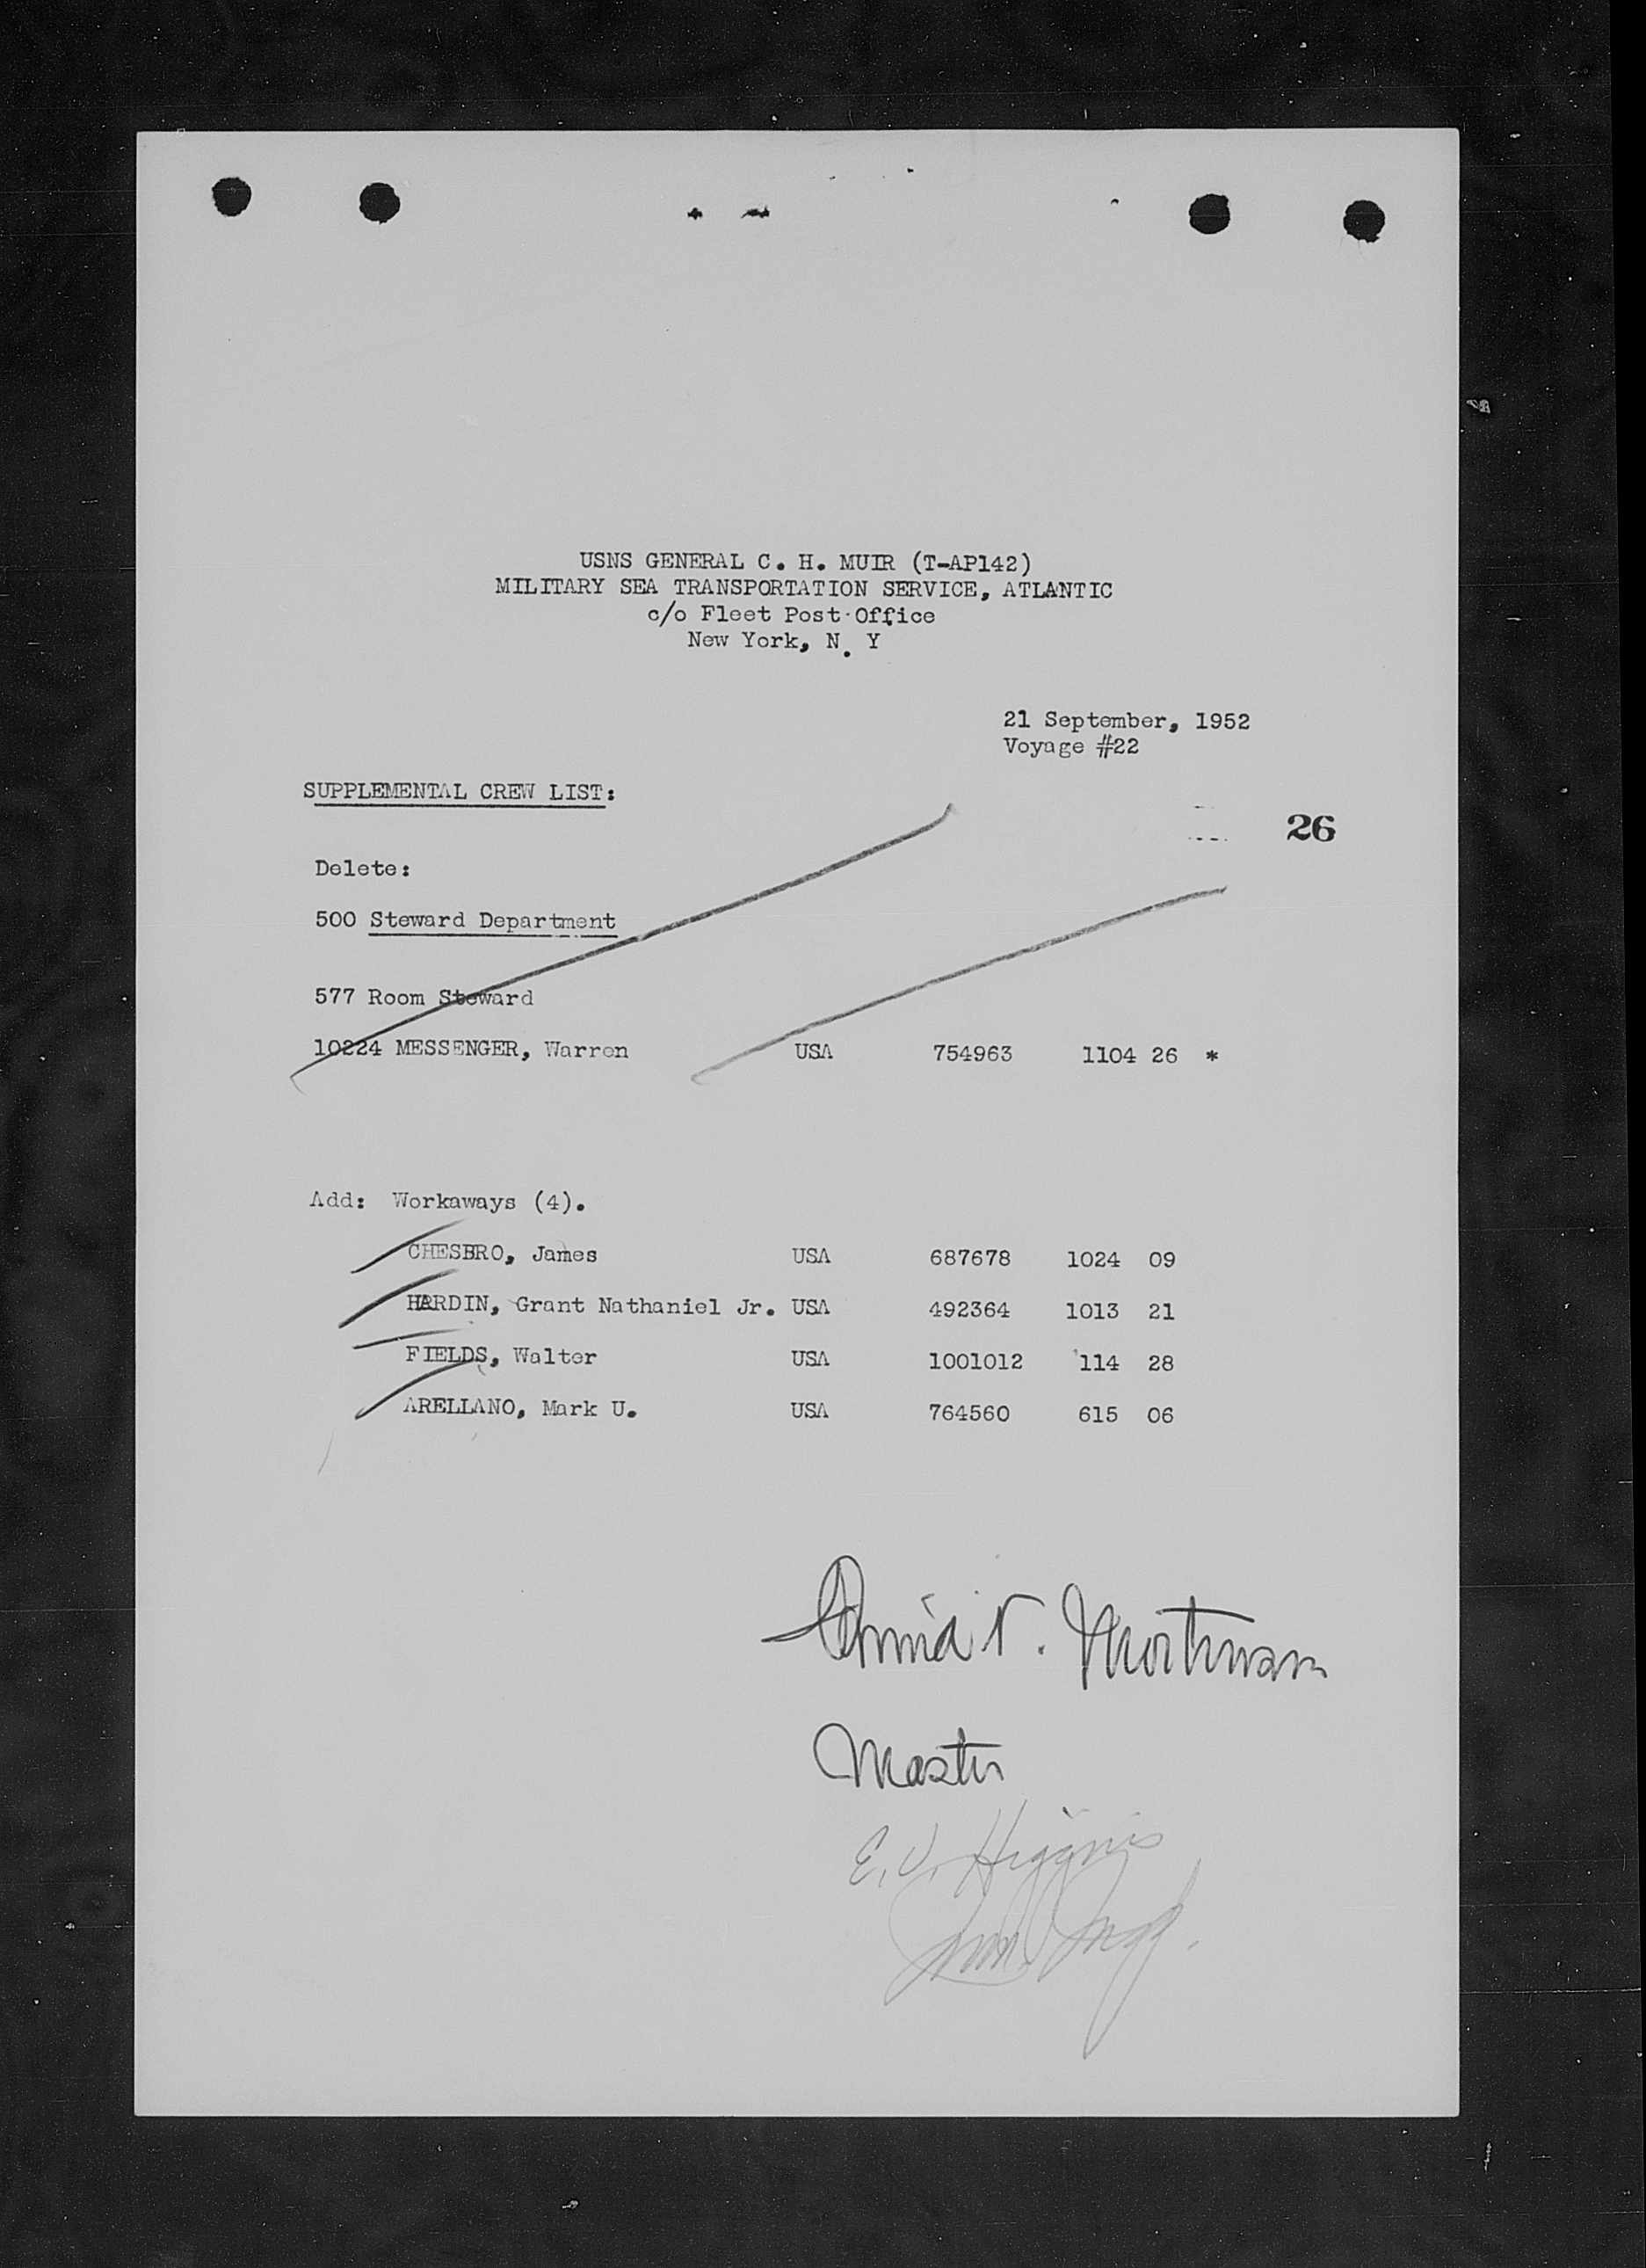 USNS GENERAL C. H. MUIR (T-AP142)
MILITARY SEA TRANSPORTATION SERVICE, ATLANTIC
c/o Fleet Post Office
New York, N. Y
21 September, 1952
Voyage #22
SUPPLEMENTAL CREW LIST:
26
Delete:
500 Steward Department
577 Room Steward
10224 MESSENGER, Warren USA 754963 1104 26 *
Add: Workaways (4).
CHESBRO, James USA 687678 1024 09
HARDIN, Grant Nathaniel Jr. USA 492364 1013 21
FIELDS, Walter USA 1001012 114 28
ARELLANO, Mark U. USA 764560 615 06
Master
E. V. Higgins